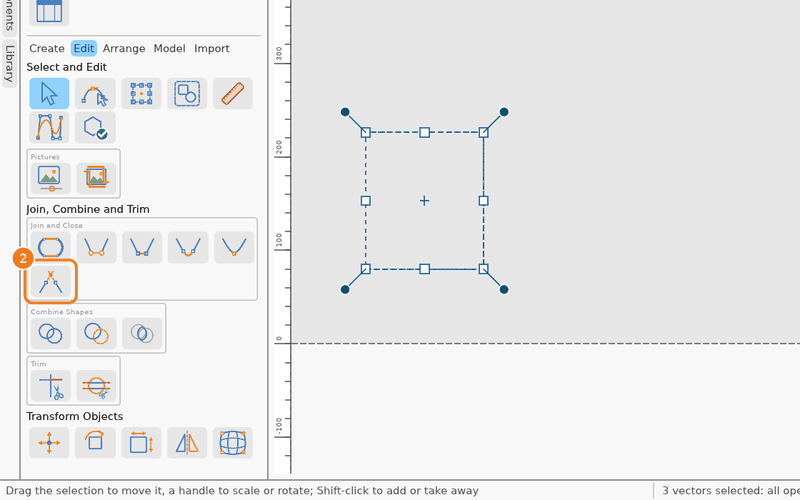 nents
Library
Create Edit Arrange Model Import
Select and Edit
Pictures
Join, Combine and Trim
Join and Close
2
Combine Shapes
Trim
Transform Objects
300
200
100
0
-100
Drag the selection to move it, a handle to scale or rotate; Shift-click to add or take away
3 vectors selected: all ope